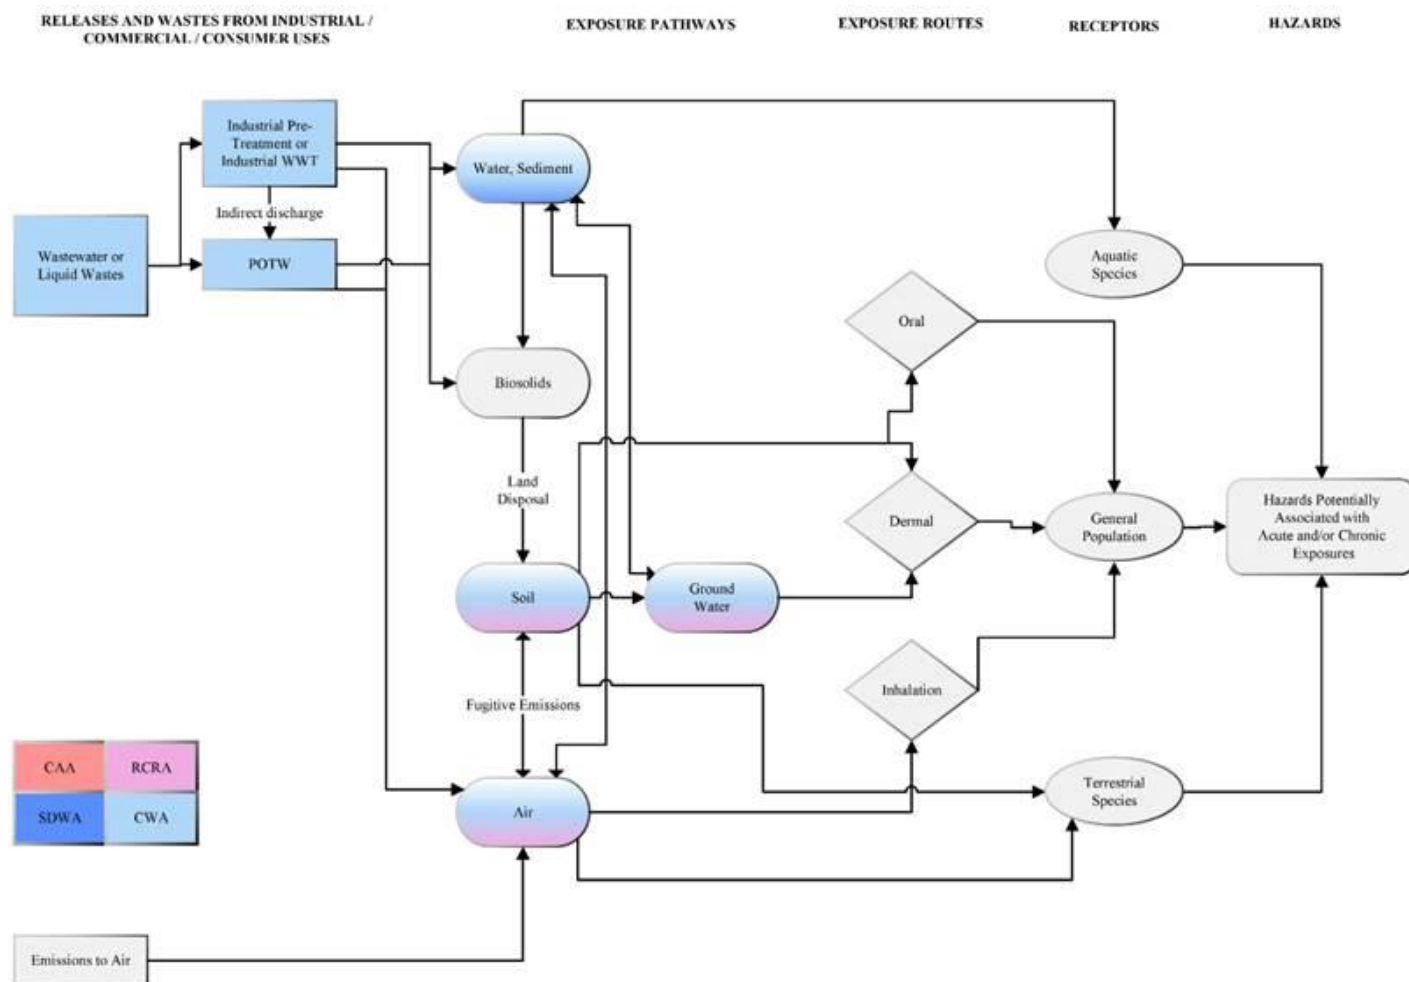 RELEASES AND WASTES FROM INDUSTRIAL /
COMMERCIAL / CONSUMER USES
EXPOSURE PATHWAYS
EXPOSURE ROUTES
RECEPTORS
HAZARDS
Industrial Pre-
Treatment or
Industrial WWT
Water, Sediment
Indirect discharge
Wastewater or
Liquid Wastes
POTW
Aquatic
Species
Oral
Biosolids
Land
Disposal
Dermal
General
Population
Hazards Potentially
Associated with
Acute and/or Chronic
Exposures
Soil
Ground
Water
Inhalation
Fugitive Emissions
CAA
RCRA
SDWA
CWA
Air
Terrestrial
Species
Emissions to Air